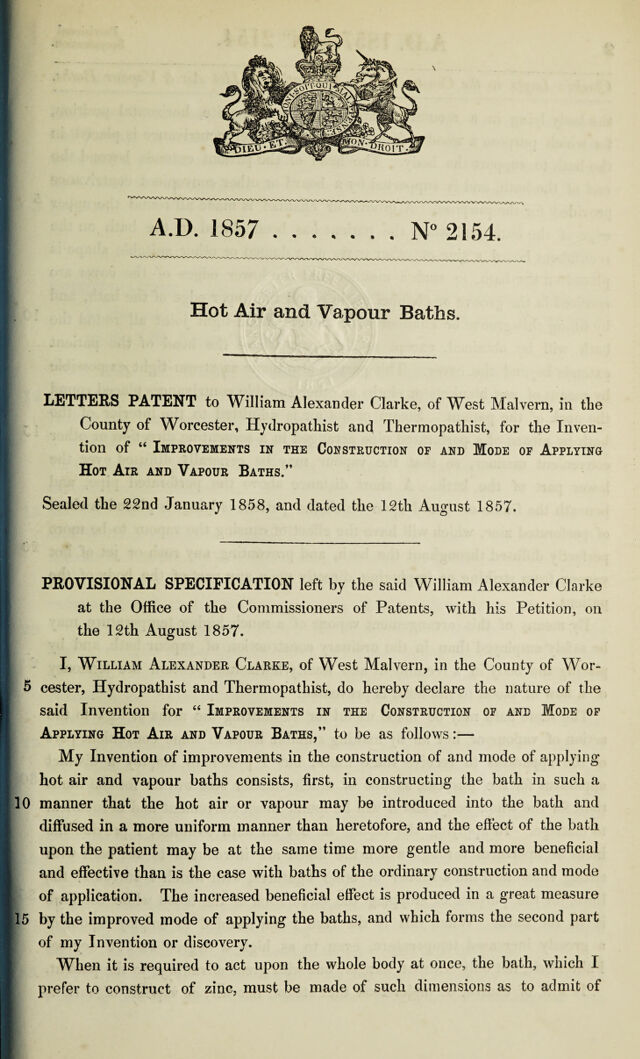 DIEU ET MON DROIT
A.D. 1857 . . . . . . . Nº 2154.
Hot Air and Vapour Baths.
LETTERS PATENT to William Alexander Clarke, of West Malvern, in the
County of Worcester, Hydropathist and Thermopathist, for the Inven-
tion of “ IMPROVEMENTS IN THE CONSTRUCTION OF AND MODE OF APPLYING
HOT AIR AND VAPOUR BATHS.”
Sealed the 22nd January 1858, and dated the 12th August 1857.
PROVISIONAL SPECIFICATION left by the said William Alexander Clarke
at the Office of the Commissioners of Patents, with his Petition, on
the 12th August 1857.
I, WILLIAM ALEXANDER CLARKE, of West Malvern, in the County of Wor-
5 cester, Hydropathist and Thermopathist, do hereby declare the nature of the
said Invention for “ IMPROVEMENTS IN THE CONSTRUCTION OF AND MODE OF
APPLYING HOT AIR AND VAPOUR BATHS,” to be as follows :—
My Invention of improvements in the construction of and mode of applying
hot air and vapour baths consists, first, in constructing the bath in such a
10 manner that the hot air or vapour may be introduced into the bath and
diffused in a more uniform manner than heretofore, and the effect of the bath
upon the patient may be at the same time more gentle and more beneficial
and effective than is the case with baths of the ordinary construction and mode
of application. The increased beneficial effect is produced in a great measure
15 by the improved mode of applying the baths, and which forms the second part
of my Invention or discovery.
When it is required to act upon the whole body at once, the bath, which I
prefer to construct of zinc, must be made of such dimensions as to admit of